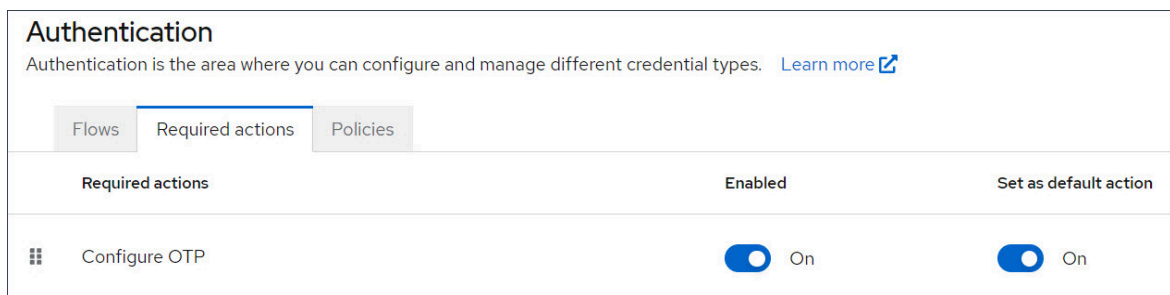 Authentication
Authentication is the area where you can configure and manage different credential types. Learn more
Flows Required actions Policies
Required actions Enabled Set as default action
Configure OTP On On